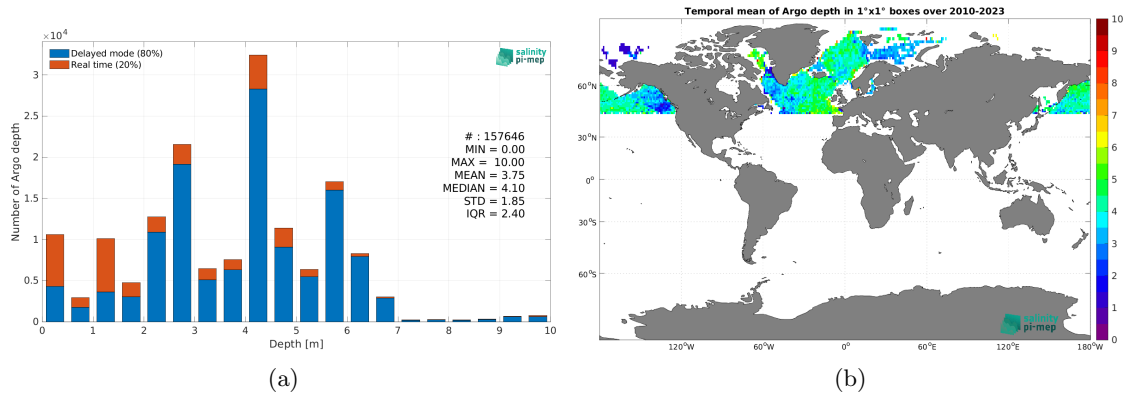 ×10⁴
Delayed mode (80%)
Real time (20%)
salinity
pi-mep
# : 157646
MIN = 0.00
MAX = 10.00
MEAN = 3.75
MEDIAN = 4.10
STD = 1.85
IQR = 2.40
Number of Argo depth
3
2.5
2
1.5
1
0.5
0
0 1 2 3 4 5 6 7 8 9 10
Depth [m]
(a)
Temporal mean of Argo depth in 1°x1° boxes over 2010-2023
60°N
30°N
0°
30°S
60°S
120°W 60°W 0° 60°E 120°E 180°W
salinity
pi-mep
10
9
8
7
6
5
4
3
2
1
0
(b)